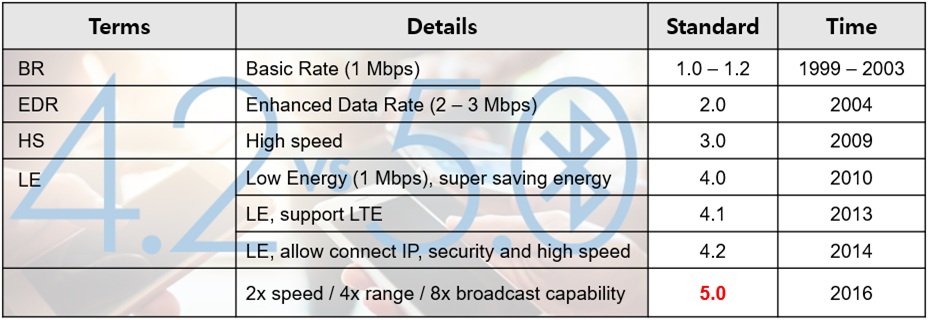 Terms Details Standard Time
BR Basic Rate (1 Mbps) 1.0 – 1.2 1999 – 2003
EDR Enhanced Data Rate (2 – 3 Mbps) 2.0 2004
HS High speed 3.0 2009
LE Low Energy (1 Mbps), super saving energy 4.0 2010
LE, support LTE 4.1 2013
LE, allow connect IP, security and high speed 4.2 2014
2x speed / 4x range / 8x broadcast capability 5.0 2016
4.2 vs 5.0